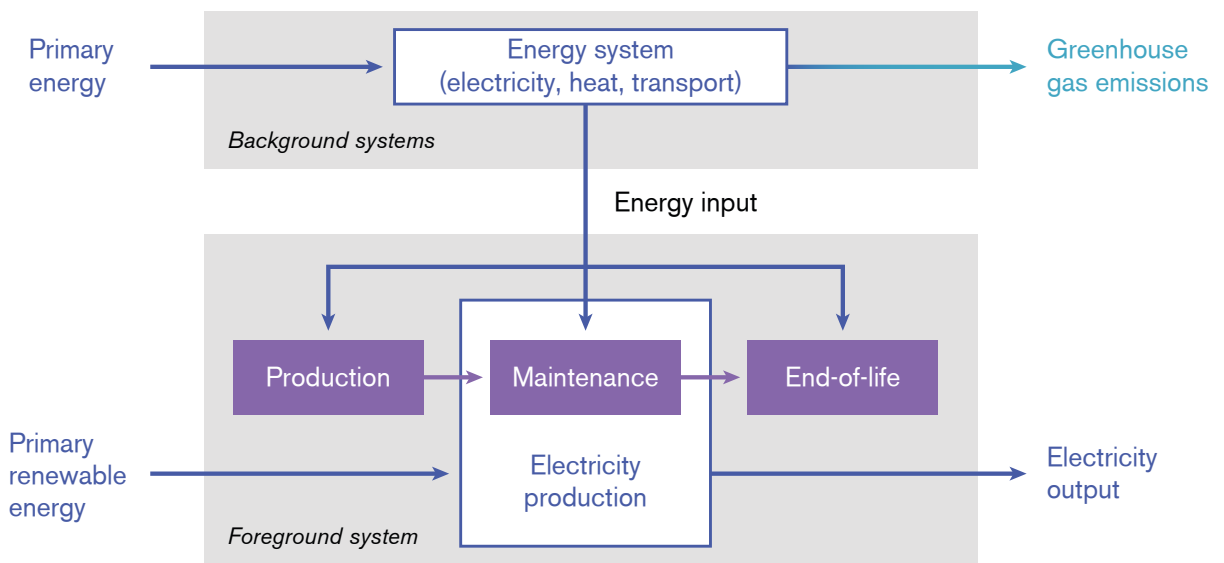 Primary
energy
Energy system
(electricity, heat, transport)
Greenhouse
gas emissions
Background systems
Energy input
Production
Maintenance
End-of-life
Primary
renewable
energy
Electricity
production
Electricity
output
Foreground system